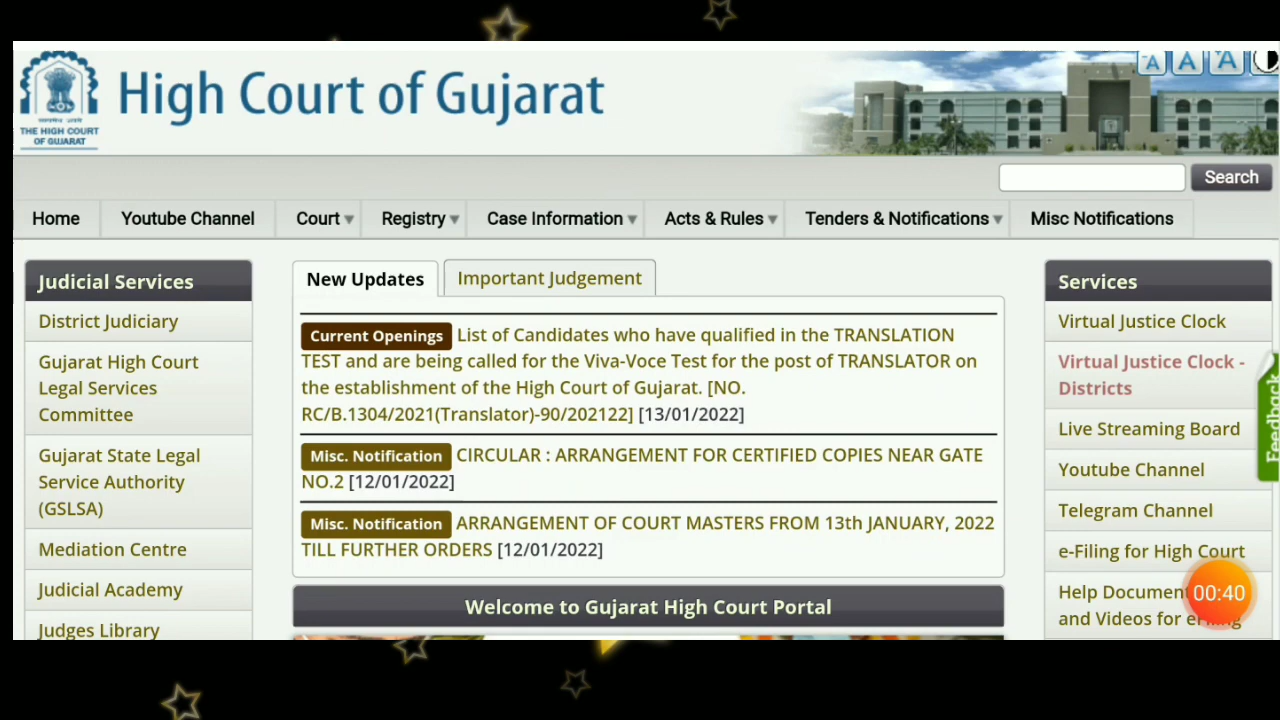 A A A
High Court of Gujarat
THE HIGH COURT
OF GUJARAT
Search
Home Youtube Channel Court Registry Case Information Acts & Rules Tenders & Notifications Misc Notifications
Judicial Services
District Judiciary
Gujarat High Court
Legal Services
Committee
Gujarat State Legal
Service Authority
(GSLSA)
Mediation Centre
Judicial Academy
Judges Library
New Updates Important Judgement
Current Openings List of Candidates who have qualified in the TRANSLATION
TEST and are being called for the Viva-Voce Test for the post of TRANSLATOR on
the establishment of the High Court of Gujarat. [NO.
RC/B.1304/2021(Translator)-90/202122] [13/01/2022]
Misc. Notification CIRCULAR : ARRANGEMENT FOR CERTIFIED COPIES NEAR GATE
NO.2 [12/01/2022]
Misc. Notification ARRANGEMENT OF COURT MASTERS FROM 13th JANUARY, 2022
TILL FURTHER ORDERS [12/01/2022]
Welcome to Gujarat High Court Portal
Services
Virtual Justice Clock
Virtual Justice Clock -
Districts
Live Streaming Board
Youtube Channel
Telegram Channel
e-Filing for High Court
Help Documen
and Videos for
Feedback
00:40